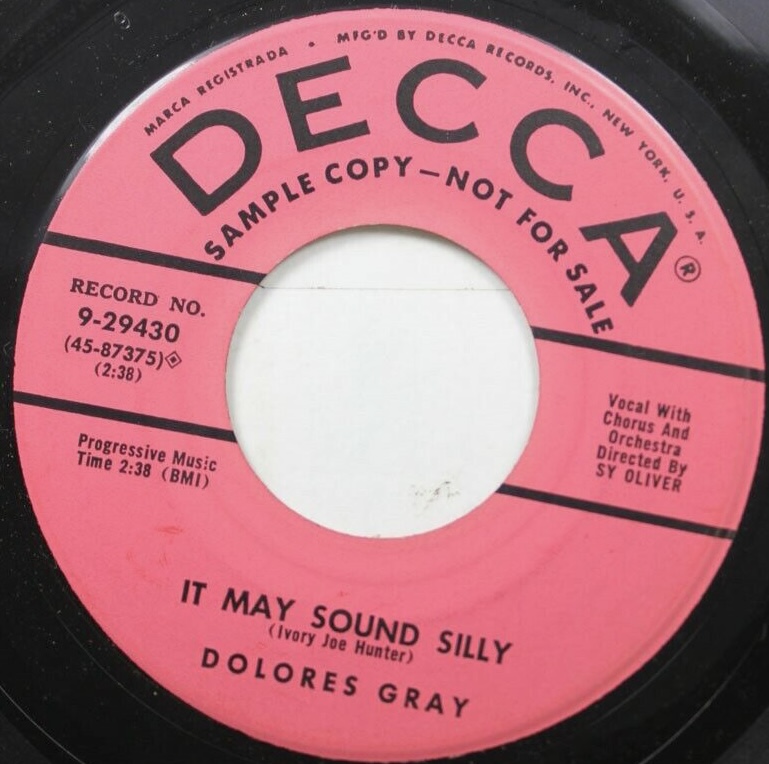 MARCA REGISTRADA • MFG'D BY DECCA RECORDS, INC., NEW YORK, U. S. A.
DECCA®
SAMPLE COPY—NOT FOR SALE
RECORD NO.
9-29430
(45-87375)
(2:38)
Vocal With
Chorus And
Orchestra
Directed By
SY OLIVER
Progressive Music
Time 2:38 (BMI)
IT MAY SOUND SILLY
(Ivory Joe Hunter)
DOLORES GRAY